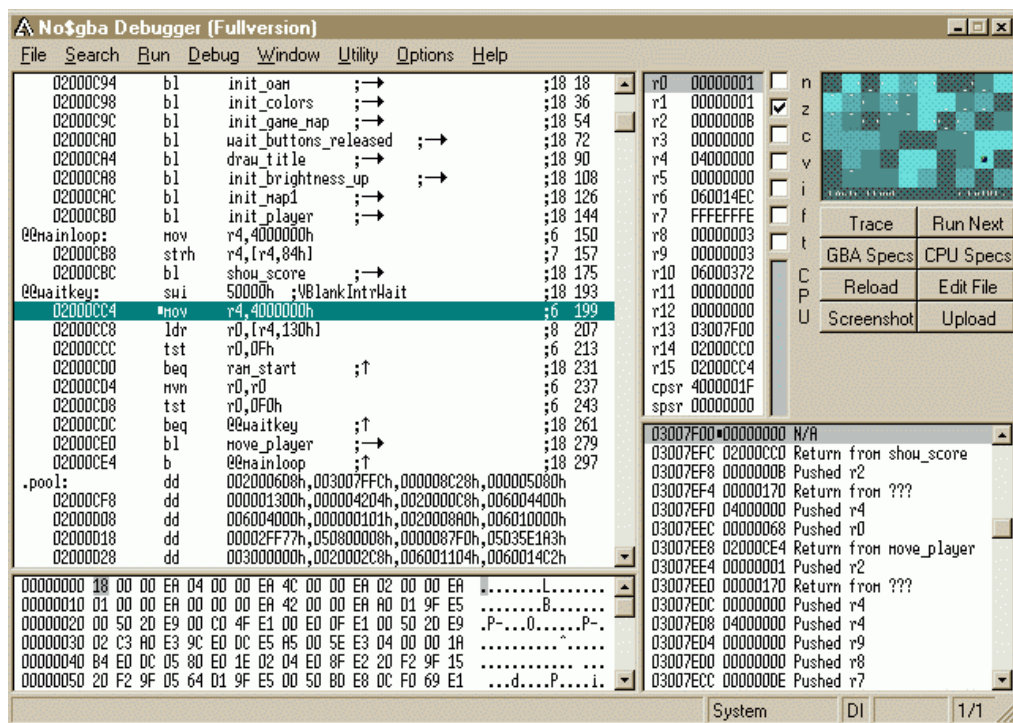 No$gba Debugger (Fullversion)
File Search Run Debug Window Utility Options Help
02000C94 bl init_oam ;→ ;18 18
02000C98 bl init_colors ;→ ;18 36
02000C9C bl init_game_map ;→ ;18 54
02000CA0 bl wait_buttons_released ;→ ;18 72
02000CA4 bl draw_title ;→ ;18 90
02000CA8 bl init_brightness_up ;→ ;18 108
02000CAC bl init_map1 ;→ ;18 126
02000CB0 bl init_player ;→ ;18 144
@@mainloop: mov r4,4000000h ;6 150
02000CB8 strh r4,[r4,84h] ;7 157
02000CBC bl show_score ;→ ;18 175
@@waitkey: swi 50000h ;VBlankIntrWait ;18 193
02000CC4 mov r4,4000000h ;6 199
02000CC8 ldr r0,[r4,130h] ;8 207
02000CCC tst r0,0Fh ;6 213
02000CD0 beq ram_start ;↑ ;18 231
02000CD4 mvn r0,r0 ;6 237
02000CD8 tst r0,0F0h ;6 243
02000CDC beq @@waitkey ;↑ ;18 261
02000CE0 bl move_player ;→ ;18 279
02000CE4 b @@mainloop ;↑ ;18 297
.pool: dd 0020006D8h,003007FFCh,000008C28h,000005080h
02000CF8 dd 000001300h,000004204h,0020000C8h,006004400h
02000D08 dd 006004000h,000000101h,0020008A0h,006010000h
02000D18 dd 00002FF77h,050800008h,0000087F0h,05D35E1A3h
02000D28 dd 003000000h,0020002C8h,006001104h,0060014C2h
r0 00000001
r1 00000001
r2 0000000B
r3 00000000
r4 04000000
r5 00000000
r6 060014EC
r7 FFFEFFFE
r8 00000003
r9 00000003
r10 06000372
r11 00000000
r12 00000000
r13 03007F00
r14 02000CC0
r15 02000CC4
cpsr 4000001F
spsr 00000000
n
z
c
v
i
f
t
CPU
Trace Run Next
GBA Specs CPU Specs
Reload Edit File
Screenshot Upload
03007F00 00000000 N/A
03007EFC 02000CC0 Return from show_score
03007EF8 0000000B Pushed r2
03007EF4 00000170 Return from ???
03007EF0 04000000 Pushed r4
03007EEC 00000068 Pushed r0
03007EE8 02000CE4 Return from move_player
03007EE4 00000001 Pushed r2
03007EE0 00000170 Return from ???
03007EDC 00000000 Pushed r4
03007ED8 04000000 Pushed r4
03007ED4 00000000 Pushed r9
03007ED0 00000000 Pushed r8
03007ECC 0000000E Pushed r7
00000000 18 00 00 EA 04 00 00 EA 4C 00 00 EA 02 00 00 EA ........L.......
00000010 01 00 00 EA 00 00 00 EA 42 00 00 EA A0 D1 9F E5 ........B.......
00000020 00 50 2D E9 00 C0 4F E1 00 E0 0F E1 00 50 2D E9 .P-...O......P-.
00000030 02 C3 A0 E3 9C E0 DC E5 A5 00 5E E3 04 00 00 1A ..........^.....
00000040 B4 E0 DC 05 80 E0 1E 02 04 E0 8F E2 20 F2 9F 15 ............ ...
00000050 20 F2 9F 05 64 D1 9F E5 00 50 BD E8 0C F0 69 E1 ...d....P....i.
System DI 1/1